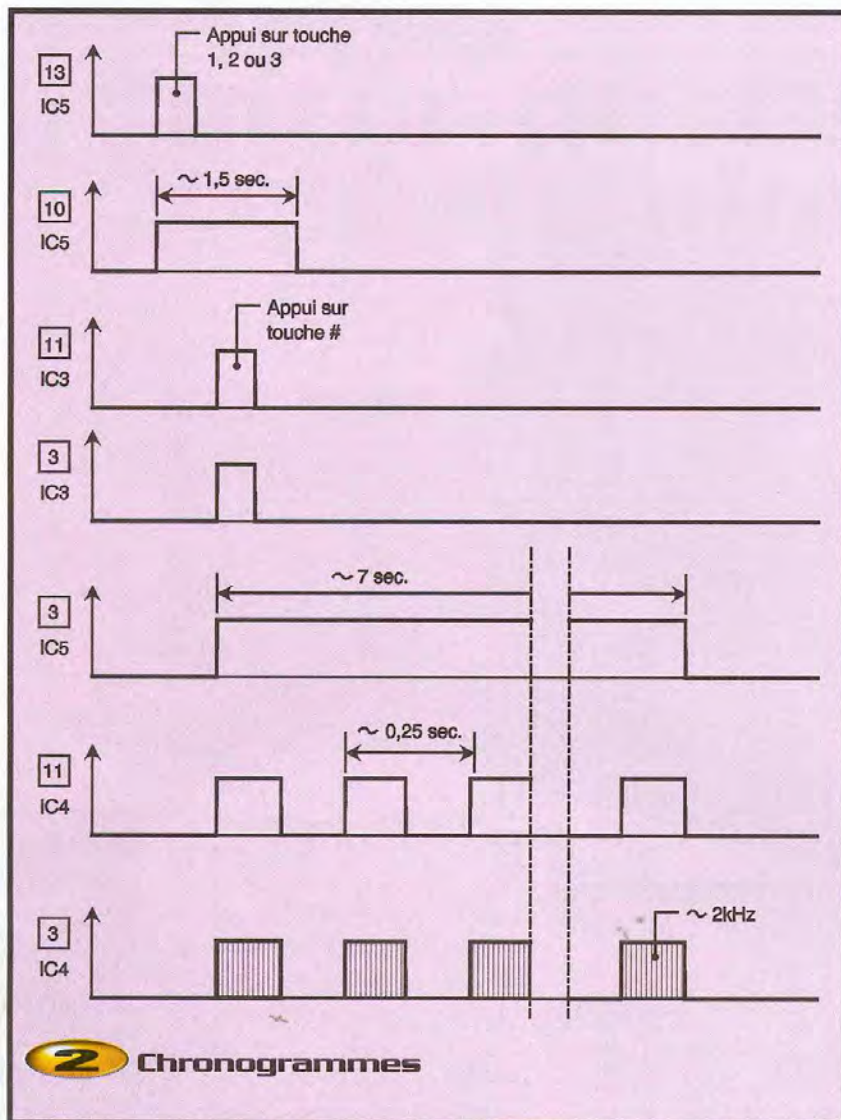 Appui sur touche
1, 2 ou 3
13
IC5
~ 1,5 sec.
10
IC5
Appui sur
touche #
11
IC3
3
IC3
~ 7 sec.
3
IC5
~ 0,25 sec.
11
IC4
~ 2kHz
3
IC4
2 Chronogrammes